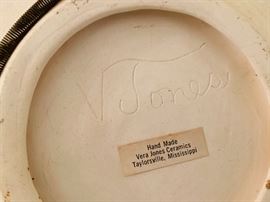 V Jones
Hand Made
Vera Jones Ceramics
Taylorsville, Mississippi